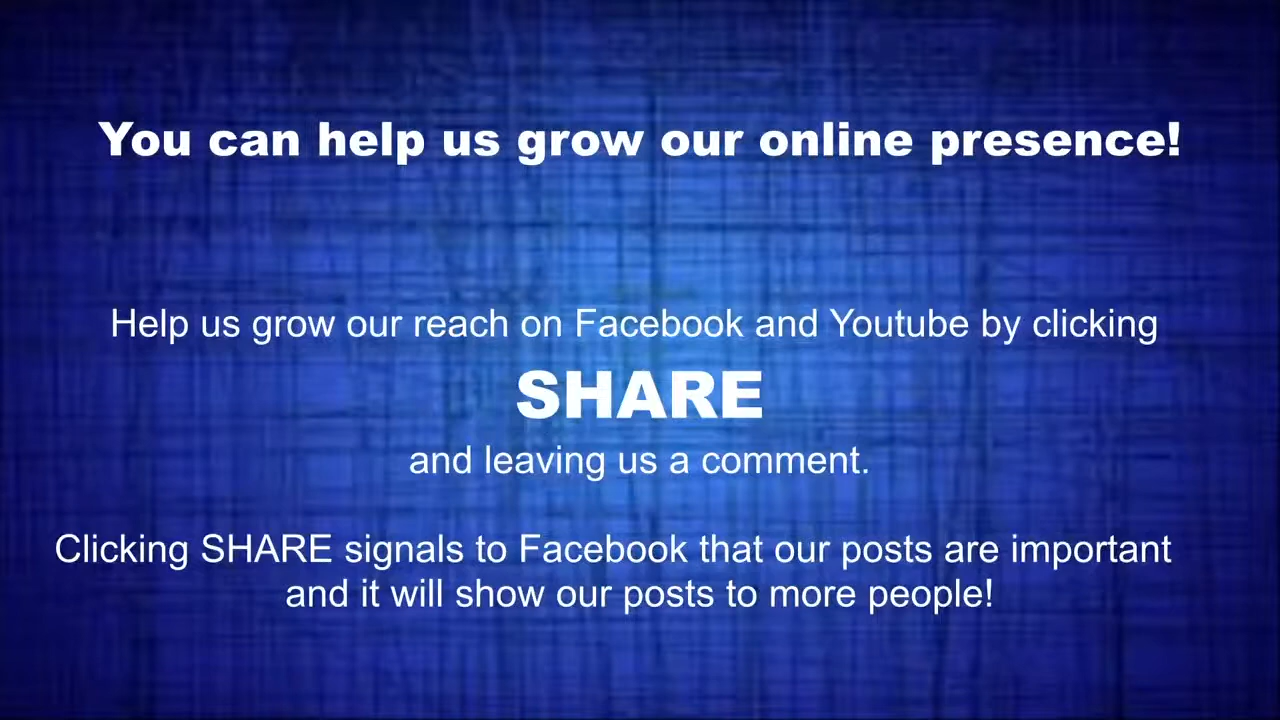 You can help us grow our online presence!
Help us grow our reach on Facebook and Youtube by clicking
SHARE
and leaving us a comment.
Clicking SHARE signals to Facebook that our posts are important
and it will show our posts to more people!